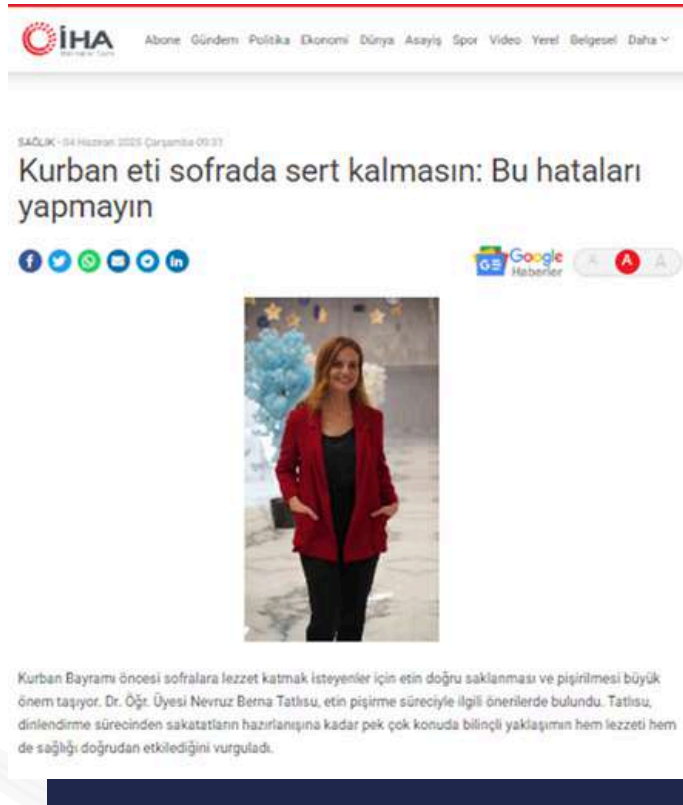 İHA
Abone Gündem Politika Ekonomi Dünya Asayiş Spor Video Yerel Belgesel Daha
SAĞLIK - 04 Haziran 2025 Çarşamba 09:31
Kurban eti sofrada sert kalmasın: Bu hataları
yapmayın
Google
Haberler
A A A
Kurban Bayramı öncesi sofralara lezzet katmak isteyenler için etin doğru saklanması ve pişirilmesi büyük
önem taşıyor. Dr. Öğr. Üyesi Nevruz Berna Tatlısu, etin pişirme süreciyle ilgili önerilerde bulundu. Tatlısu,
dinlendirme sürecinden sakatatların hazırlanışına kadar pek çok konuda bilinçli yaklaşımın hem lezzeti hem
de sağlığı doğrudan etkilediğini vurguladı.